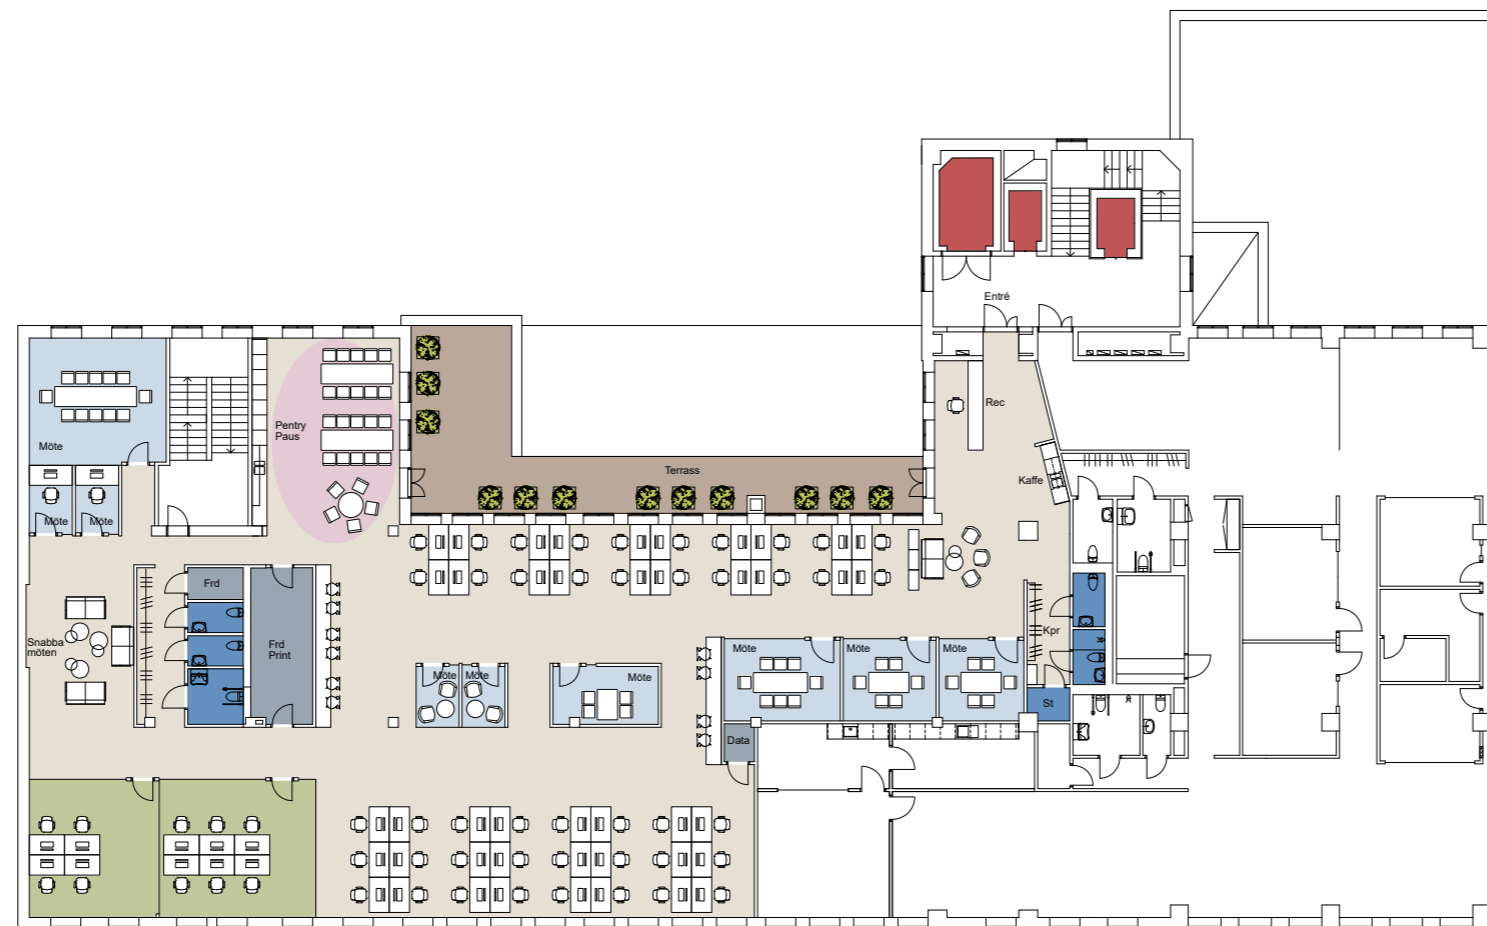 Entré
Rec
Pentry
Paus
Möte
Terrass
Kaffe
Möte
Möte
Frd
Snabba
möten
Frd
Print
Kpr
Möte
Möte
Möte
Möte
Möte
Möte
St
Data